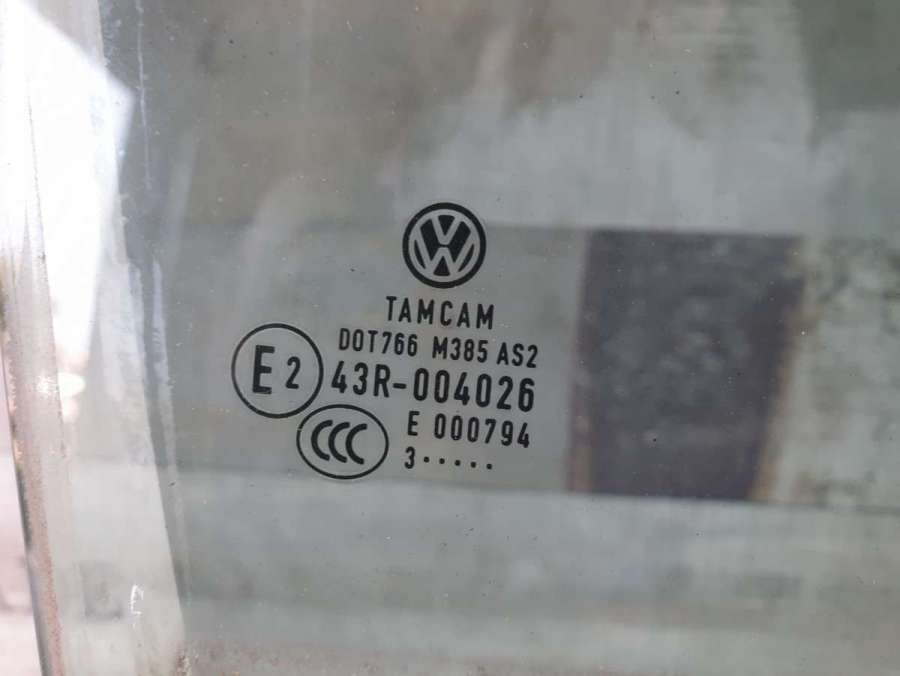 TAMCAM
DOT766 M385 AS2
E2 43R-004026
CCC E 000794
3·····